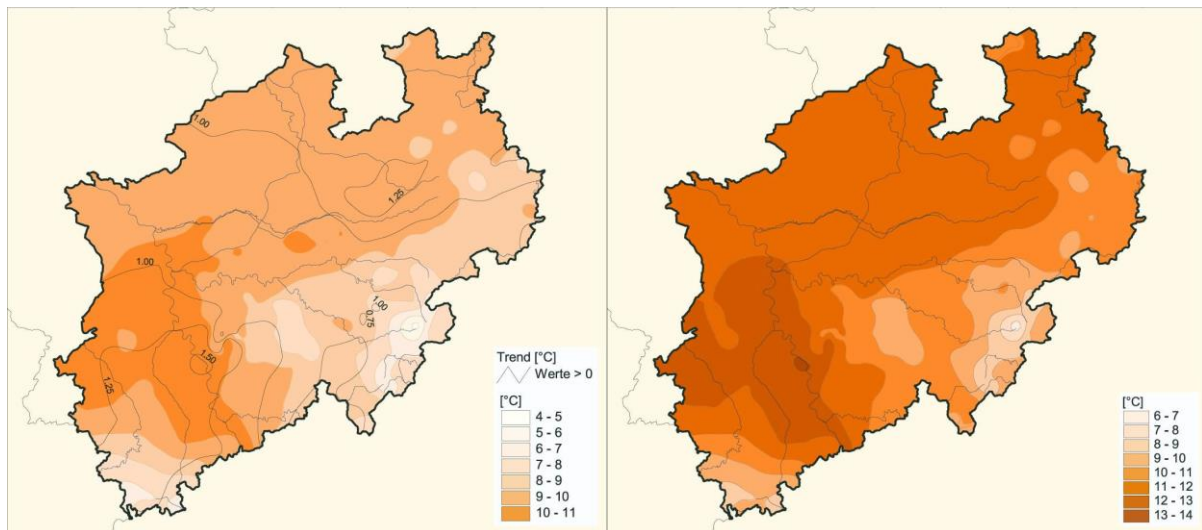 1.00
1.25
1.00
1.00
0.75
1.50
1.25
Trend [°C]
Werte > 0
[°C]
4 - 5
5 - 6
6 - 7
7 - 8
8 - 9
9 - 10
10 - 11
[°C]
6 - 7
7 - 8
8 - 9
9 - 10
10 - 11
11 - 12
12 - 13
13 - 14